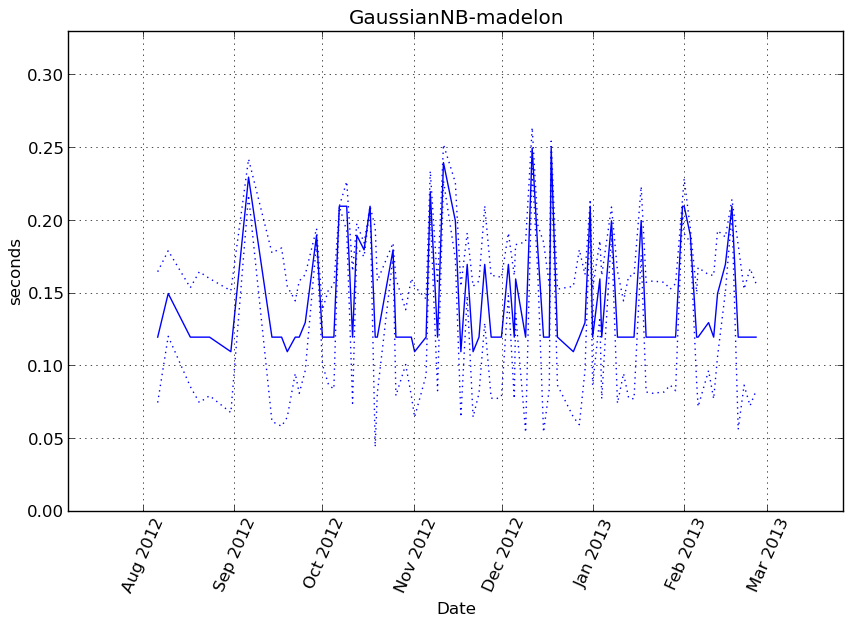 GaussianNB-madelon
0.30
0.25
0.20
0.15
0.10
0.05
0.00
seconds
Aug 2012
Sep 2012
Oct 2012
Nov 2012
Dec 2012
Jan 2013
Feb 2013
Mar 2013
Date